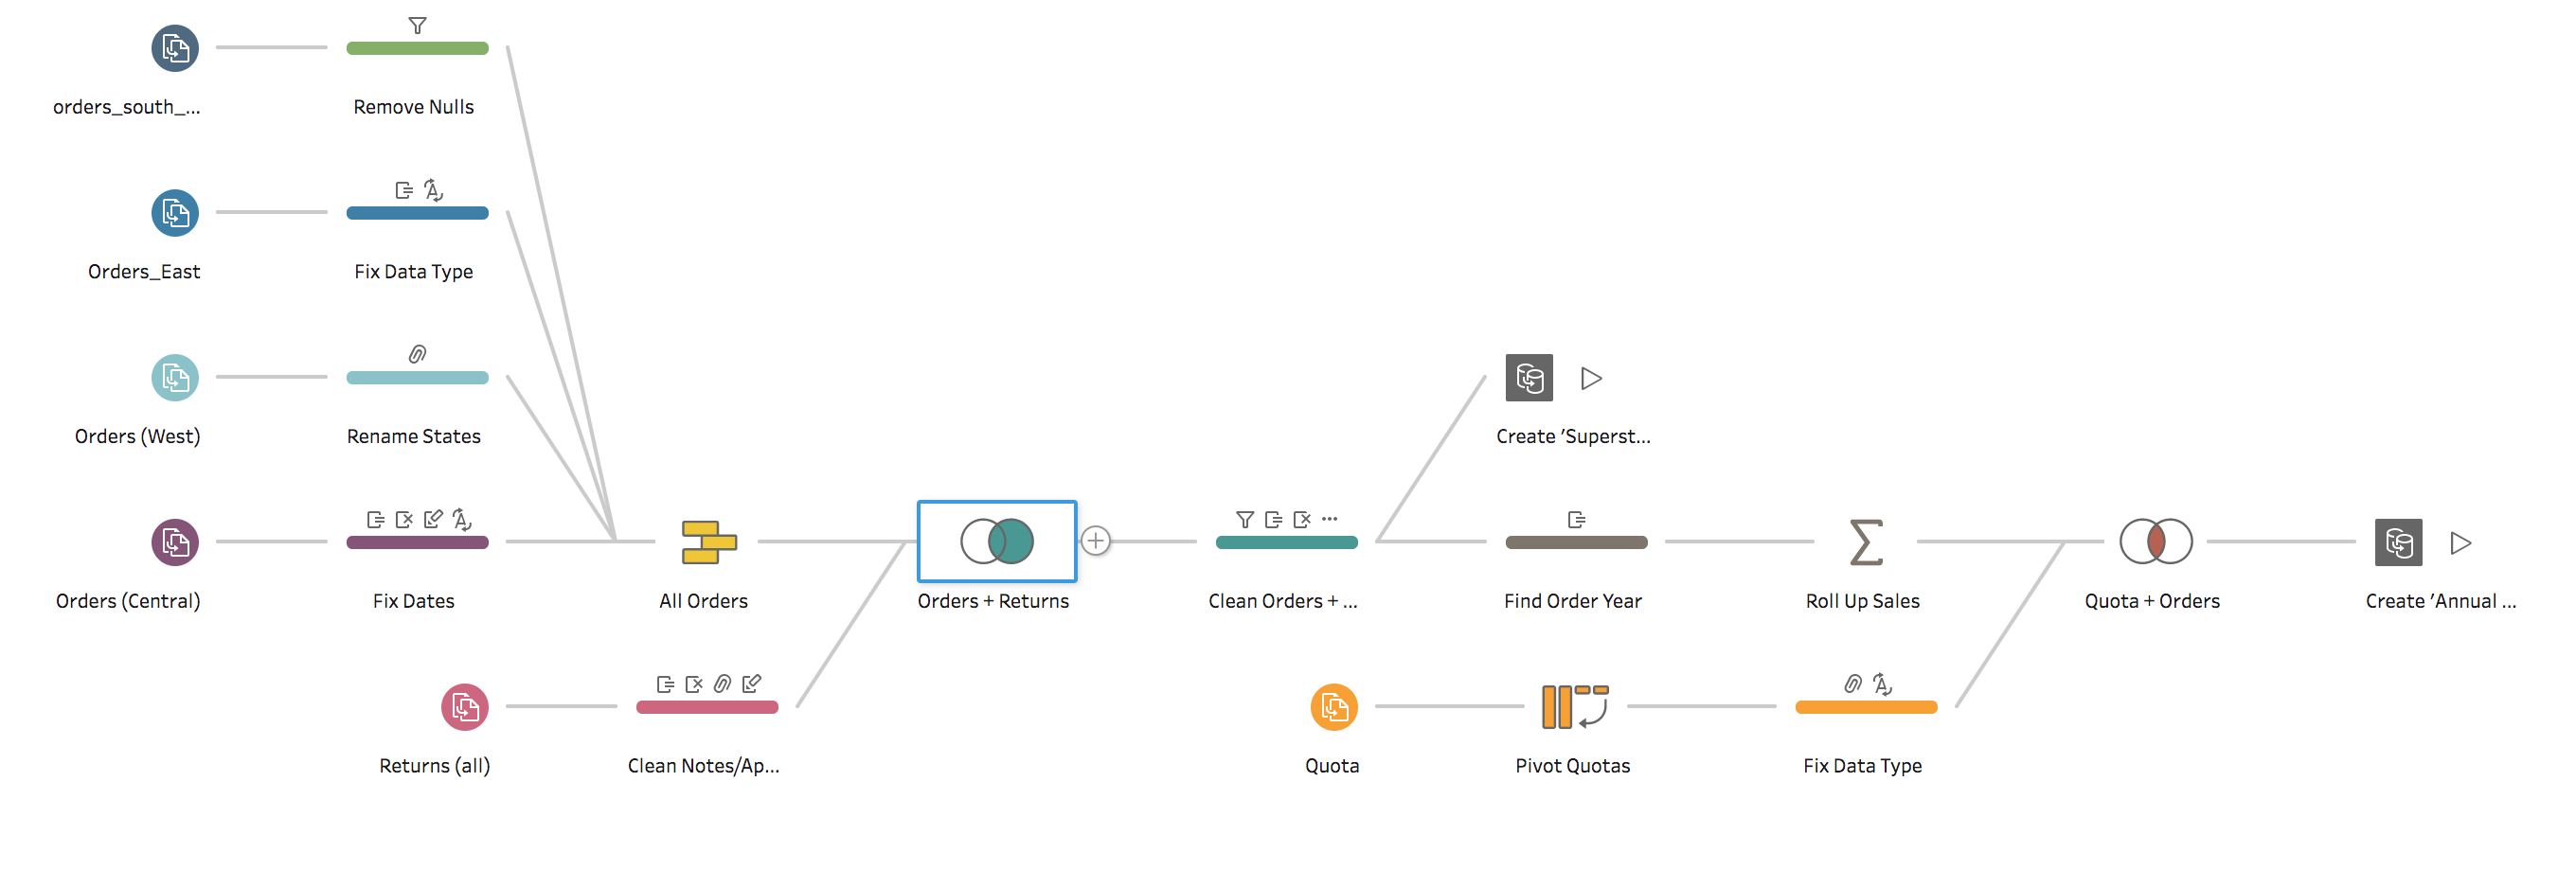 orders_south_...
Remove Nulls
Orders_East
Fix Data Type
Orders (West)
Rename States
Create 'Superst...
Orders (Central)
Fix Dates
All Orders
Orders + Returns
Clean Orders + ...
Find Order Year
Roll Up Sales
Quota + Orders
Create 'Annual ...
Returns (all)
Clean Notes/Ap...
Quota
Pivot Quotas
Fix Data Type